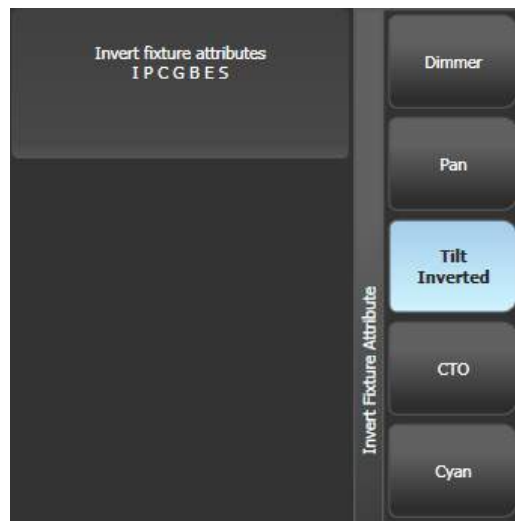 Invert fixture attributes
I P C G B E S
Invert Fixture Attribute
Dimmer
Pan
Tilt
Inverted
CTO
Cyan